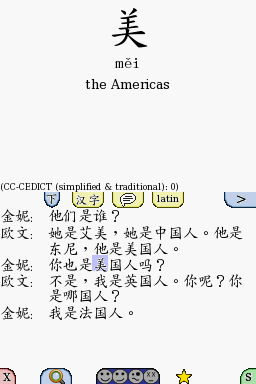 美
měi
the Americas
(CC-CEDICT (simplified & traditional): 0)
下 汉字 latin >
金妮: 他们是谁？
欧文: 她是艾美，她是中国人。他是
东尼，他是美国人。
金妮: 你也是美国人吗？
欧文: 不是，我是英国人。你呢？你
是哪国人？
金妮: 我是法国人。
X S